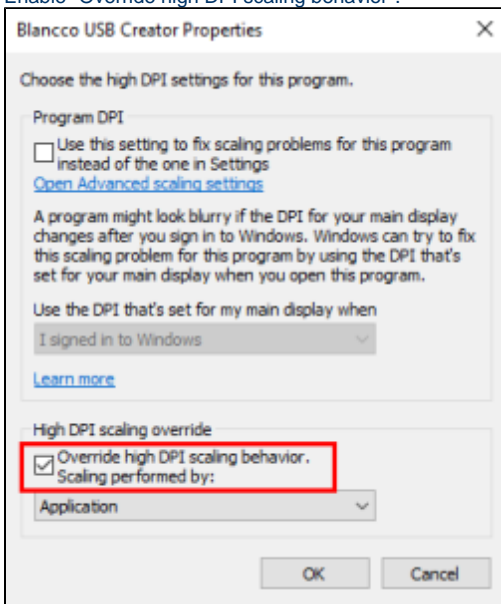 Enable "Override high DPI scaling behavior".
Blancco USB Creator Properties
Choose the high DPI settings for this program.
Program DPI
Use this setting to fix scaling problems for this program
instead of the one in Settings
Open Advanced scaling settings
A program might look blurry if the DPI for your main display
changes after you sign in to Windows. Windows can try to fix
this scaling problem for this program by using the DPI that's
set for your main display when you open this program.
Use the DPI that's set for my main display when
I signed in to Windows
Learn more
High DPI scaling override
Override high DPI scaling behavior.
Scaling performed by:
Application
OK Cancel